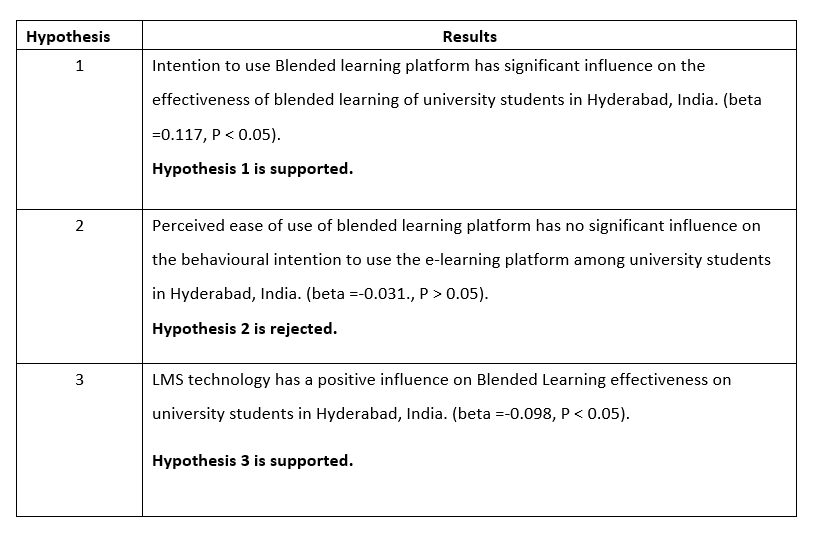 Hypothesis Results
1 Intention to use Blended learning platform has significant influence on the
effectiveness of blended learning of university students in Hyderabad, India. (beta
=0.117, P < 0.05).
Hypothesis 1 is supported.
2 Perceived ease of use of blended learning platform has no significant influence on
the behavioural intention to use the e-learning platform among university students
in Hyderabad, India. (beta =-0.031., P > 0.05).
Hypothesis 2 is rejected.
3 LMS technology has a positive influence on Blended Learning effectiveness on
university students in Hyderabad, India. (beta =-0.098, P < 0.05).
Hypothesis 3 is supported.